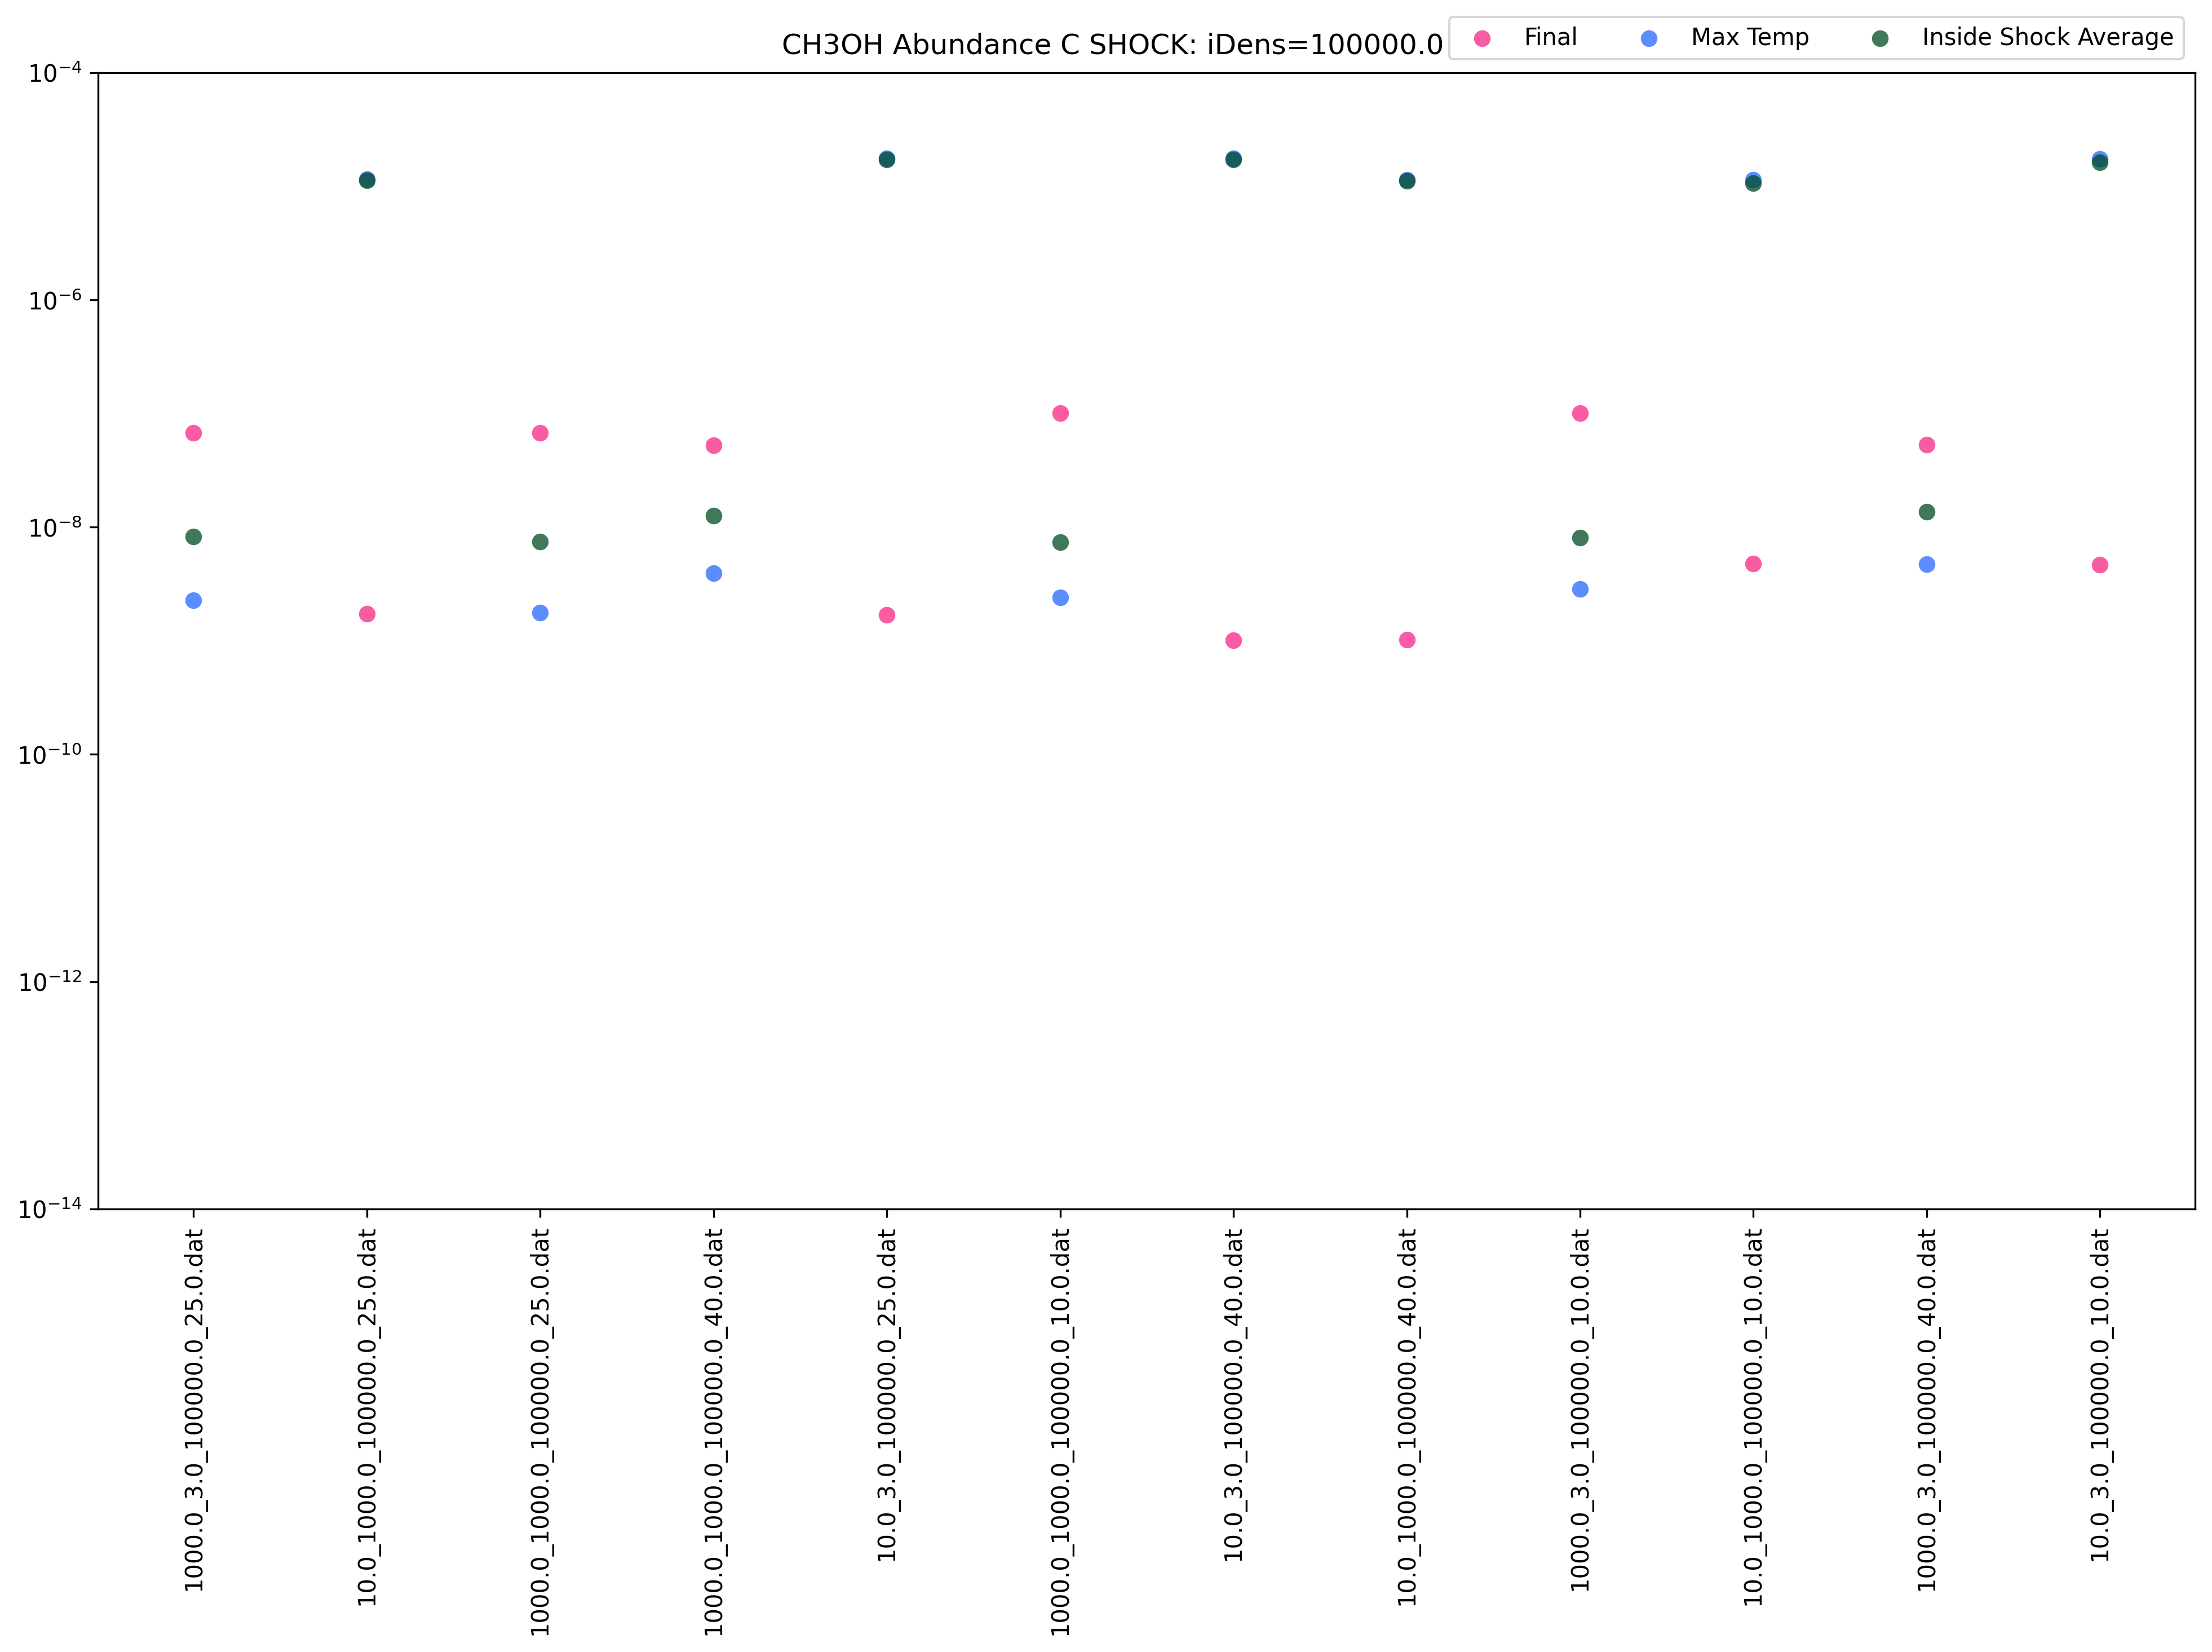 CH3OH Abundance C SHOCK: iDens=100000.0
Final
Max Temp
Inside Shock Average
10⁻⁴
10⁻⁶
10⁻⁸
10⁻¹⁰
10⁻¹²
10⁻¹⁴
1000.0_3.0_100000.0_25.0.dat
10.0_1000.0_100000.0_25.0.dat
1000.0_1000.0_100000.0_25.0.dat
1000.0_1000.0_100000.0_40.0.dat
10.0_3.0_100000.0_25.0.dat
1000.0_1000.0_100000.0_10.0.dat
10.0_3.0_100000.0_40.0.dat
10.0_1000.0_100000.0_40.0.dat
1000.0_3.0_100000.0_10.0.dat
10.0_1000.0_100000.0_10.0.dat
1000.0_3.0_100000.0_40.0.dat
10.0_3.0_100000.0_10.0.dat